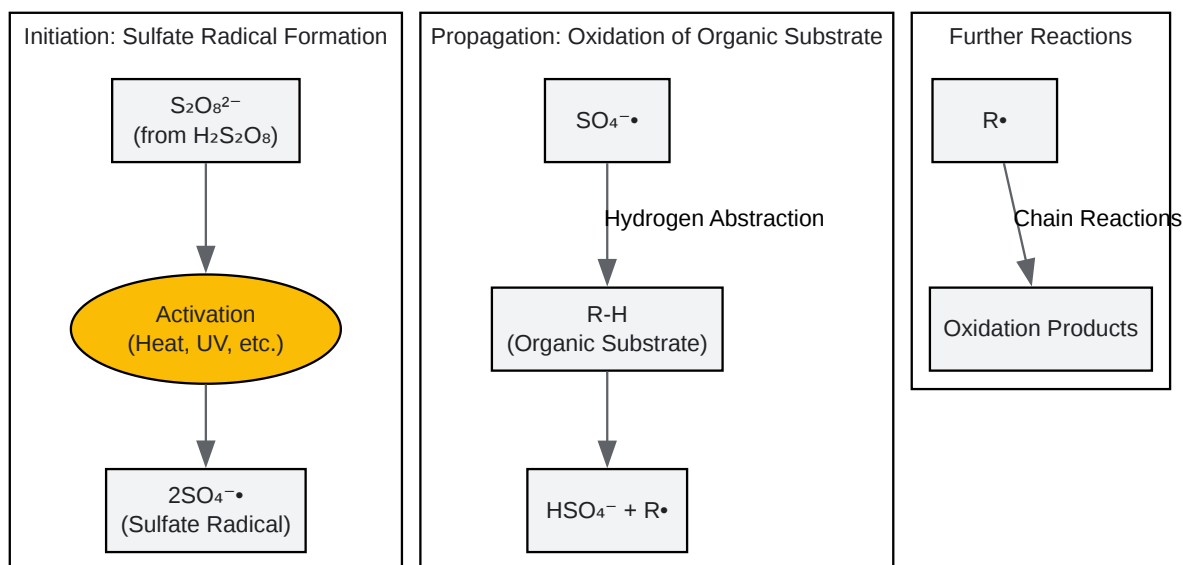 Initiation: Sulfate Radical Formation
S₂O₈²⁻
(from H₂S₂O₈)
Activation
(Heat, UV, etc.)
2SO₄⁻•
(Sulfate Radical)
Propagation: Oxidation of Organic Substrate
SO₄⁻•
Hydrogen Abstraction
R-H
(Organic Substrate)
HSO₄⁻ + R•
Further Reactions
R•
Chain Reactions
Oxidation Products